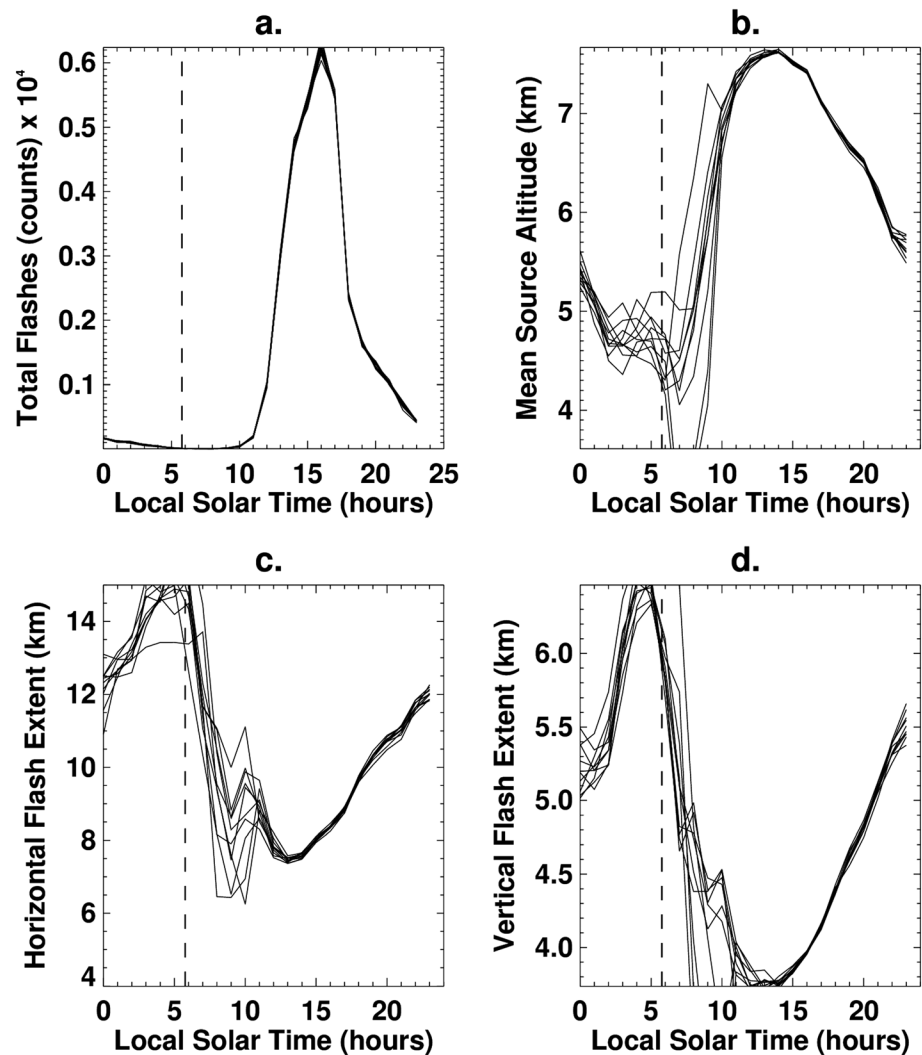 a.
Total Flashes (counts) x 10⁴
0.6
0.5
0.4
0.3
0.2
0.1
0 5 10 15 20 25
Local Solar Time (hours)
b.
Mean Source Altitude (km)
7
6
5
4
0 5 10 15 20
Local Solar Time (hours)
c.
Horizontal Flash Extent (km)
14
12
10
8
6
4
0 5 10 15 20
Local Solar Time (hours)
d.
Vertical Flash Extent (km)
6.0
5.5
5.0
4.5
4.0
0 5 10 15 20
Local Solar Time (hours)